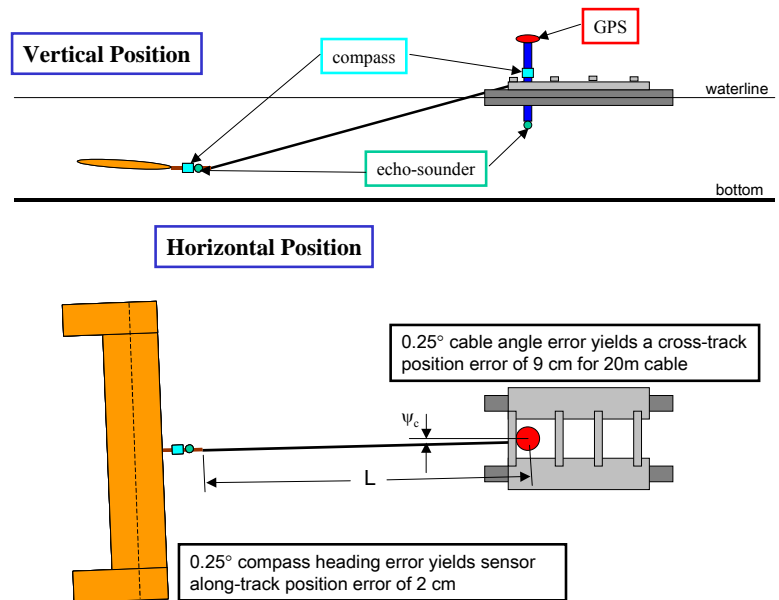 GPS
Vertical Position
compass
waterline
echo-sounder
bottom
Horizontal Position
0.25° cable angle error yields a cross-track
position error of 9 cm for 20m cable
Ψc
L
0.25° compass heading error yields sensor
along-track position error of 2 cm